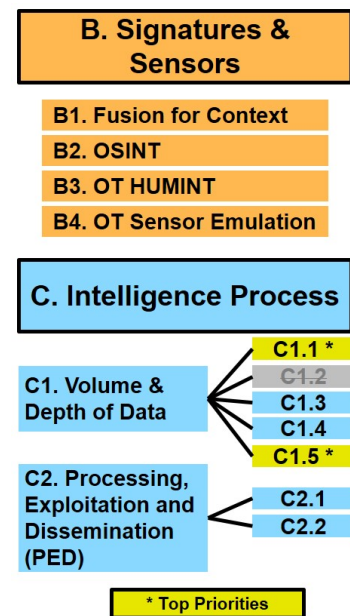 B. Signatures &
Sensors
B1. Fusion for Context
B2. OSINT
B3. OT HUMINT
B4. OT Sensor Emulation
C. Intelligence Process
C1. Volume &
Depth of Data
C1.1 *
C1.2
C1.3
C1.4
C1.5 *
C2. Processing,
Exploitation and
Dissemination
(PED)
C2.1
C2.2
* Top Priorities